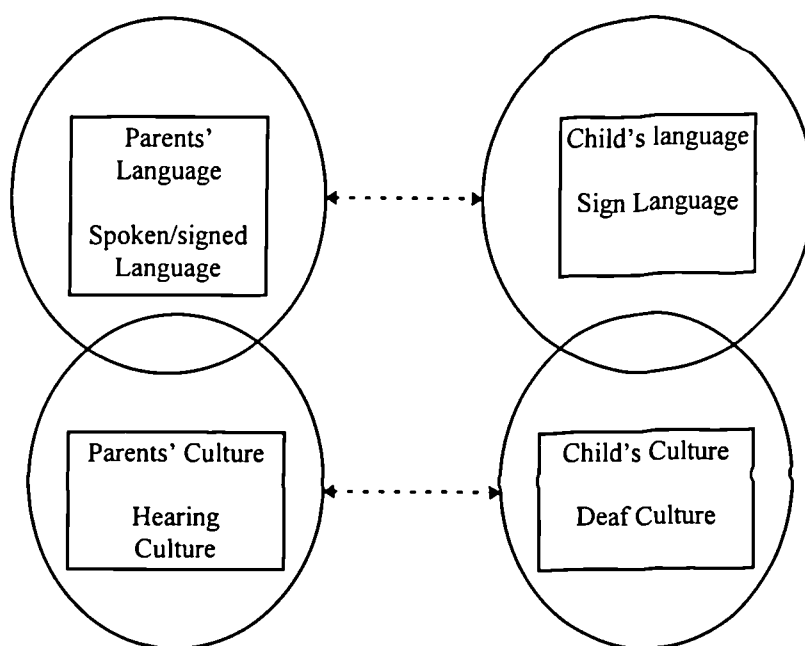 Parents'
Language
Spoken/signed
Language
Child's language
Sign Language
Parents' Culture
Hearing
Culture
Child's Culture
Deaf Culture